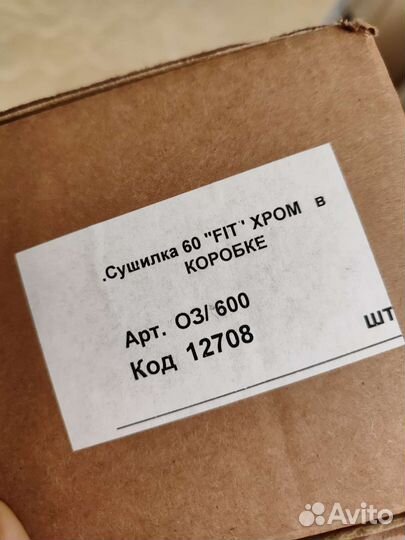 .Сушилка 60 "FIT" ХРОМ в
КОРОБКЕ
Арт. ОЗ/ 600
Код 12708
шт
Avito